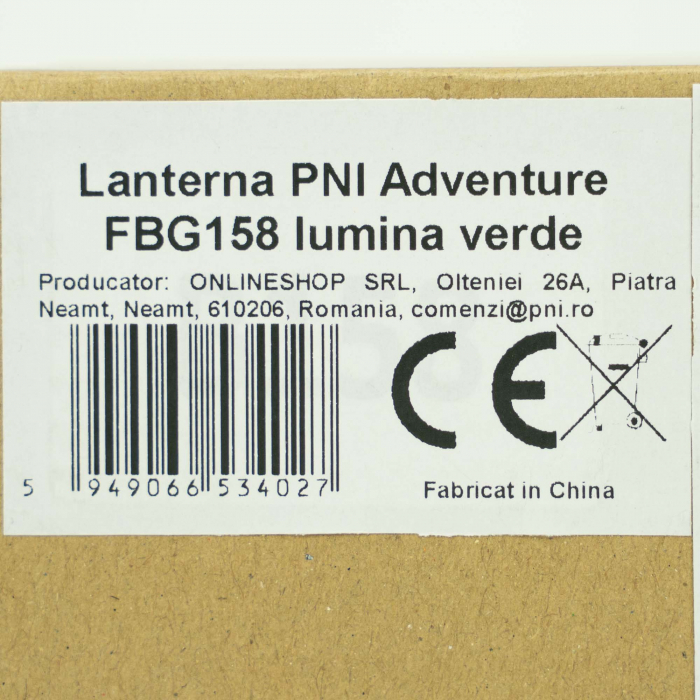 Lanterna PNI Adventure
FBG158 lumina verde
Producator: ONLINESHOP SRL, Olteniei 26A, Piatra
Neamt, Neamt, 610206, Romania, comenzi@pni.ro
CE
5 949066 534027
Fabricat in China